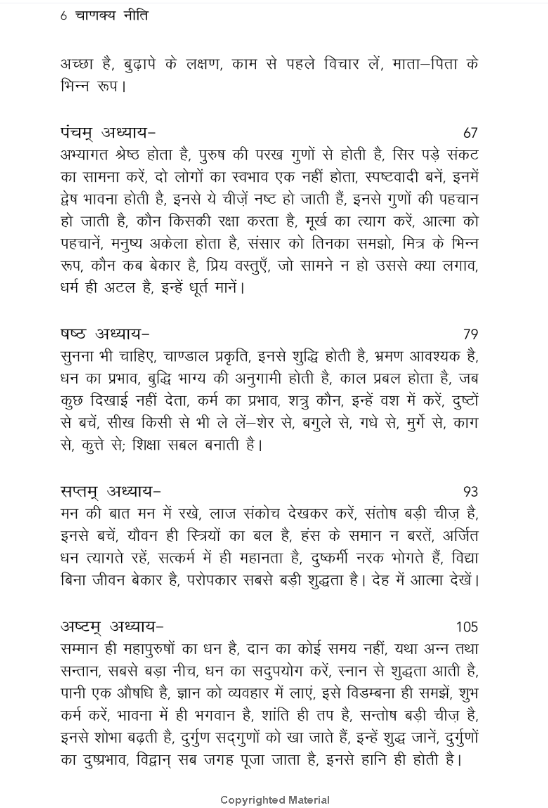 6 चाणक्य नीति
अच्छा है, बुढ़ापे के लक्षण, काम से पहले विचार लें, माता–पिता के
भिन्न रूप।
पंचम् अध्याय– 67
अभ्यागत श्रेष्ठ होता है, पुरुष की परख गुणों से होती है, सिर पड़े संकट
का सामना करें, दो लोगों का स्वभाव एक नहीं होता, स्पष्टवादी बनें, इनमें
द्वेष भावना होती है, इनसे ये चीज़ें नष्ट हो जाती हैं, इनसे गुणों की पहचान
हो जाती है, कौन किसकी रक्षा करता है, मूर्ख का त्याग करें, आत्मा को
पहचानें, मनुष्य अकेला होता है, संसार को तिनका समझो, मित्र के भिन्न
रूप, कौन कब बेकार है, प्रिय वस्तुएँ, जो सामने न हो उससे क्या लगाव,
धर्म ही अटल है, इन्हें धूर्त मानें।
षष्ठ अध्याय– 79
सुनना भी चाहिए, चाण्डाल प्रकृति, इनसे शुद्धि होती है, भ्रमण आवश्यक है,
धन का प्रभाव, बुद्धि भाग्य की अनुगामी होती है, काल प्रबल होता है, जब
कुछ दिखाई नहीं देता, कर्म का प्रभाव, शत्रु कौन, इन्हें वश में करें, दुष्टों
से बचें, सीख किसी से भी ले लें–शेर से, बगुले से, गधे से, मुर्गे से, काग
से, कुत्ते से; शिक्षा सबल बनाती है।
सप्तम् अध्याय– 93
मन की बात मन में रखे, लाज संकोच देखकर करें, संतोष बड़ी चीज़ है,
इनसे बचें, यौवन ही स्त्रियों का बल है, हंस के समान न बरतें, अर्जित
धन त्यागते रहें, सत्कर्म में ही महानता है, दुष्कर्मी नरक भोगते हैं, विद्या
बिना जीवन बेकार है, परोपकार सबसे बड़ी शुद्धता है। देह में आत्मा देखें।
अष्टम् अध्याय– 105
सम्मान ही महापुरुषों का धन है, दान का कोई समय नहीं, यथा अन्न तथा
सन्तान, सबसे बड़ा नीच, धन का सदुपयोग करें, स्नान से शुद्धता आती है,
पानी एक औषधि है, ज्ञान को व्यवहार में लाएं, इसे विडम्बना ही समझें, शुभ
कर्म करें, भावना में ही भगवान है, शांति ही तप है, सन्तोष बड़ी चीज़ है,
इनसे शोभा बढ़ती है, दुर्गुण सद्‌गुणों को खा जाते हैं, इन्हें शुद्ध जानें, दुर्गुणों
का दुष्प्रभाव, विद्वान् सब जगह पूजा जाता है, इनसे हानि ही होती है।
Copyrighted Material